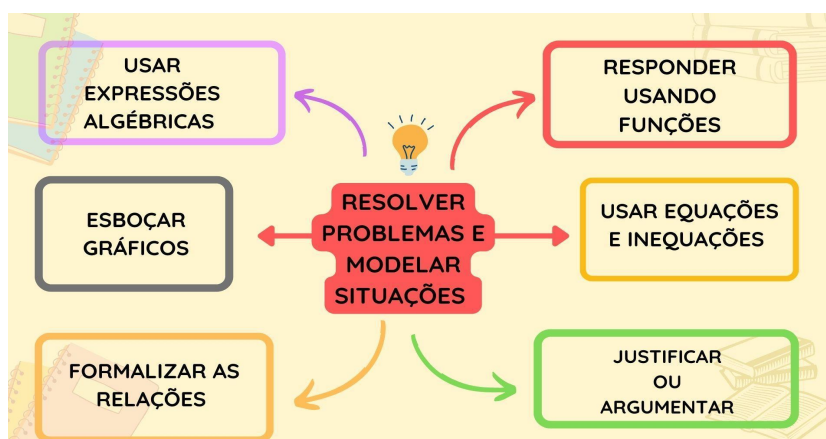 USAR
EXPRESSÕES
ALGÉBRICAS
RESPONDER
USANDO
FUNÇÕES
ESBOÇAR
GRÁFICOS
RESOLVER
PROBLEMAS E
MODELAR
SITUAÇÕES
USAR EQUAÇÕES
E INEQUAÇÕES
FORMALIZAR AS
RELAÇÕES
JUSTIFICAR
OU
ARGUMENTAR